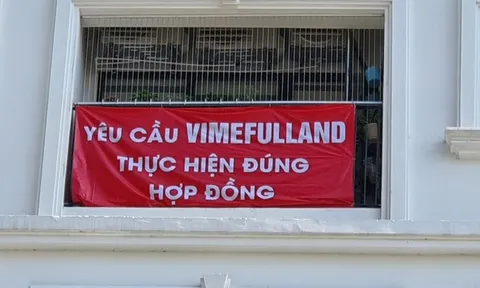 YÊU CẦU VIMEFULLAND
THỰC HIỆN ĐÚNG
HỢP ĐỒNG